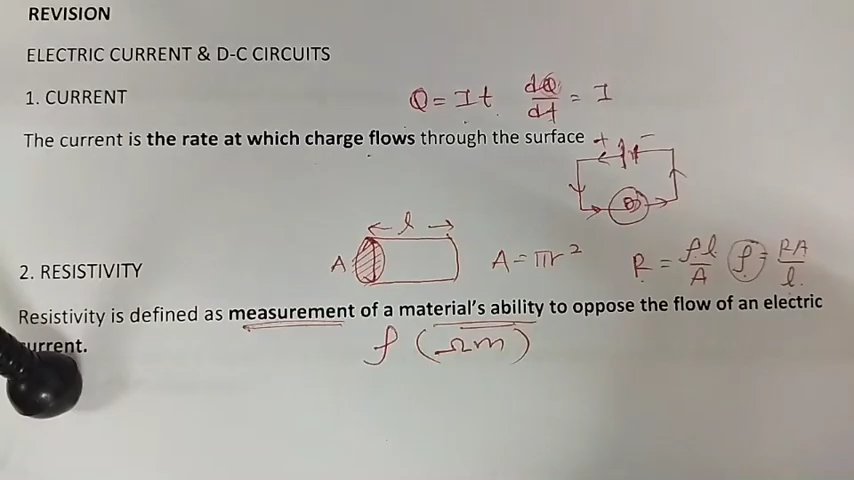 REVISION
ELECTRIC CURRENT & D-C CIRCUITS
1. CURRENT
Q = It dQ/dt = I
The current is the rate at which charge flows through the surface
+ −
l
A
2. RESISTIVITY
A = πr² R = ρl/A ρ = RA/l
Resistivity is defined as measurement of a material's ability to oppose the flow of an electric
current.
ρ (Ωm)